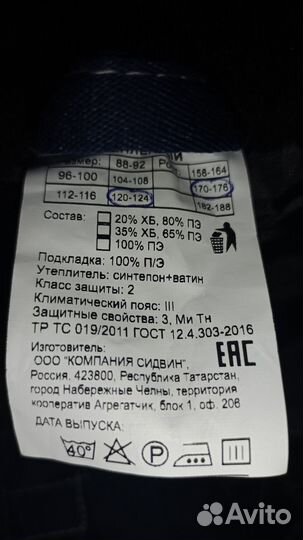 Размер: 88-92 Рост: 158-164
96-100 104-108 170-176
112-116 120-124 182-188
Состав: 20% ХБ, 80% ПЭ
35% ХБ, 65% ПЭ
100% ПЭ
Подкладка: 100% П/Э
Утеплитель: синтепон+ватин
Класс защиты: 2
Климатический пояс: III
Защитные свойства: З, Ми Тн
ТР ТС 019/2011 ГОСТ 12.4.303-2016
Изготовитель:
ООО "КОМПАНИЯ СИДВИН", EAC
Россия, 423800, Республика Татарстан,
город Набережные Челны, территория
кооператив Агрегатчик, блок 1, оф. 206
ДАТА ВЫПУСКА:
40° P
Avito